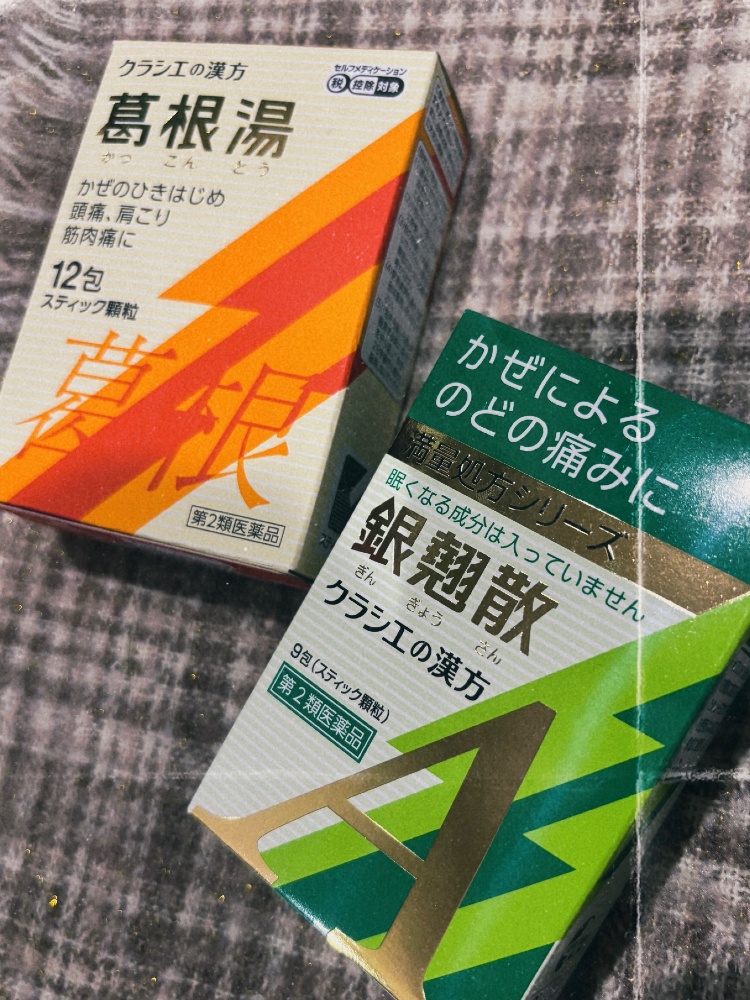 クラシエの漢方
セルフメディケーション
税 控除 対象
葛根湯
かっ こん とう
かぜのひきはじめ
頭痛、肩こり
筋肉痛に
12包
スティック顆粒
葛根
第2類医薬品
かぜによる
のどの痛みに
満量処方シリーズ
眠くなる成分は入っていません
銀翹散
ぎん ぎょう さん
クラシエの漢方
9包(スティック顆粒)
第2類医薬品
A